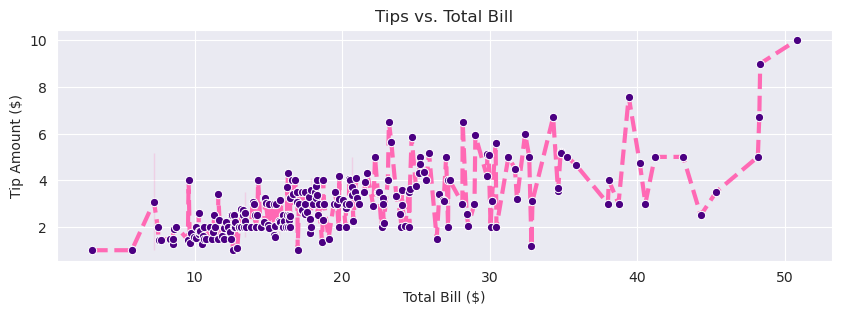 Tips vs. Total Bill
10
8
6
4
2
Tip Amount ($)
10 20 30 40 50
Total Bill ($)